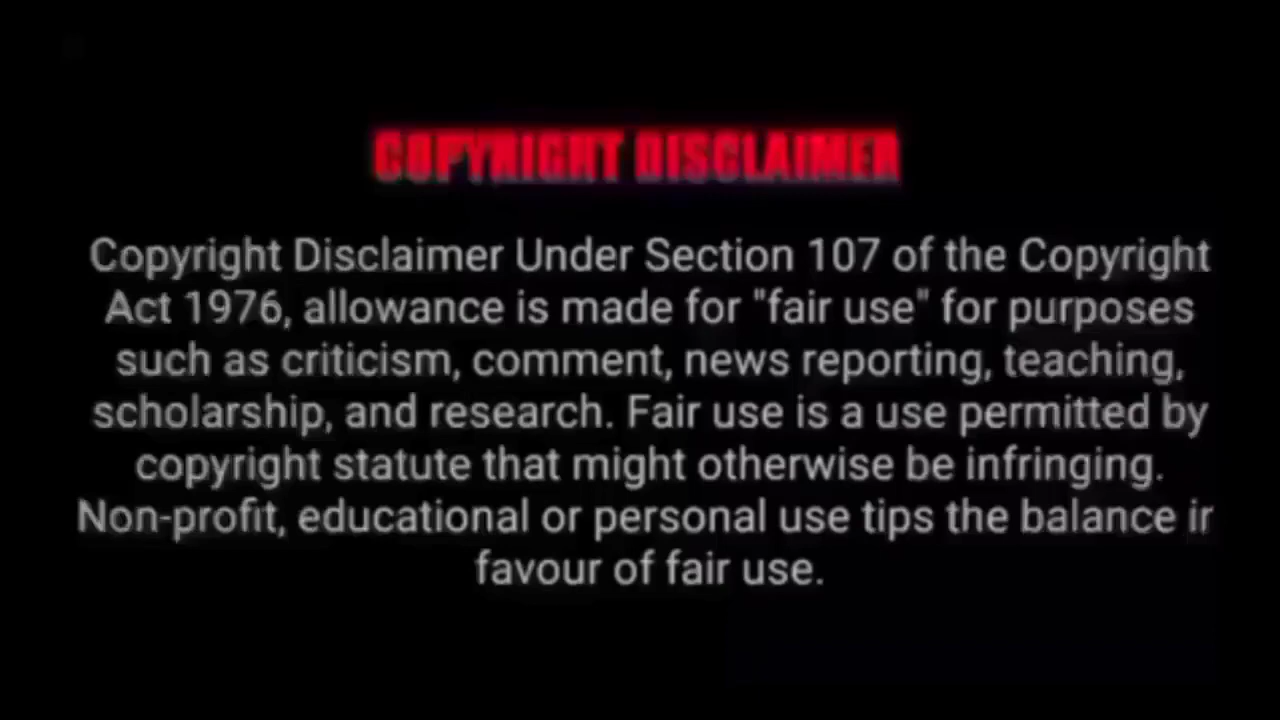 COPYRIGHT DISCLAIMER
Copyright Disclaimer Under Section 107 of the Copyright
Act 1976, allowance is made for "fair use" for purposes
such as criticism, comment, news reporting, teaching,
scholarship, and research. Fair use is a use permitted by
copyright statute that might otherwise be infringing.
Non-profit, educational or personal use tips the balance ir
favour of fair use.